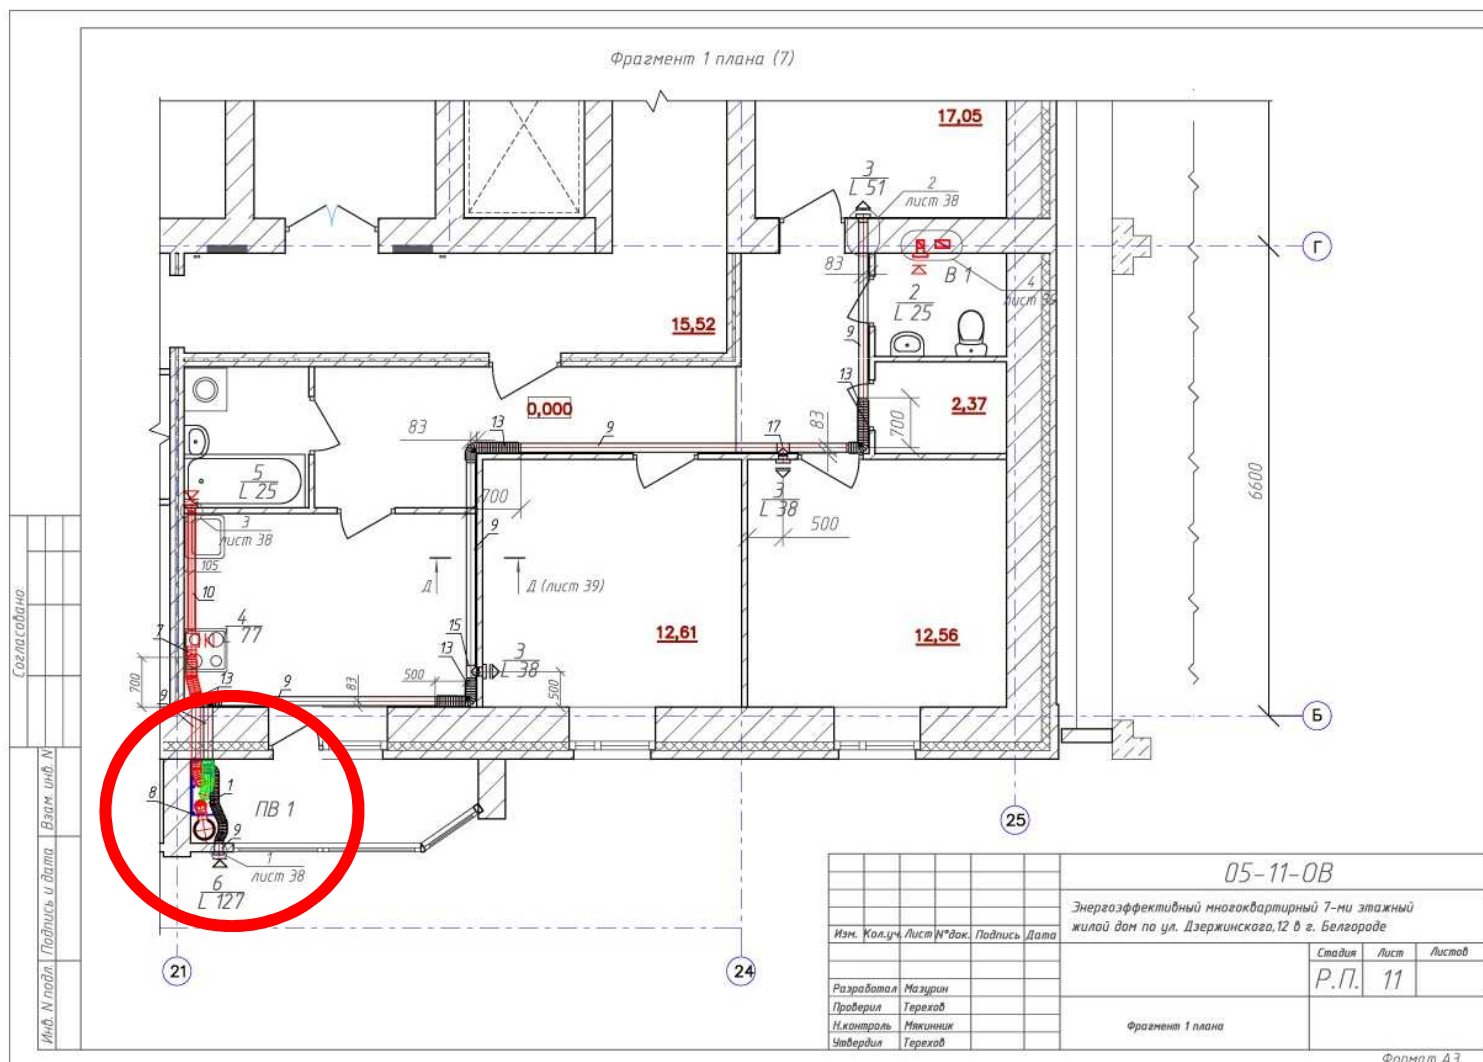 Фрагмент 1 плана (7)
17,05
3
L 51
2
лист 38
Г
83
В 1
4
2
L 25
15,52
9
13
2,37
0,000
83
13
9
17
83
700
6600
5
L 25
700
3
L 38
500
3
лист 38
9
105
Д
Д (лист 39)
10
4
L 77
7
12,61
12,56
15
13
3
L 38
700
13
9
83
500
500
9
Б
8
1
ПВ 1
9
1
лист 38
6
L 127
25
21
24
Согласовано:
Взам. инв. N
Подпись и дата
Инв. N подл.
05-11-ОВ
Энергоэффективный многоквартирный 7-ми этажный
жилой дом по ул. Дзержинского,12 в г. Белгороде
Изм. Кол.уч. Лист №док. Подпись Дата
Стадия Лист Листов
Р.П. 11
Разработал Мазурин
Проверил Терехов
Н.контроль Мякинник
Утвердил Терехов
Фрагмент 1 плана
Формат А3